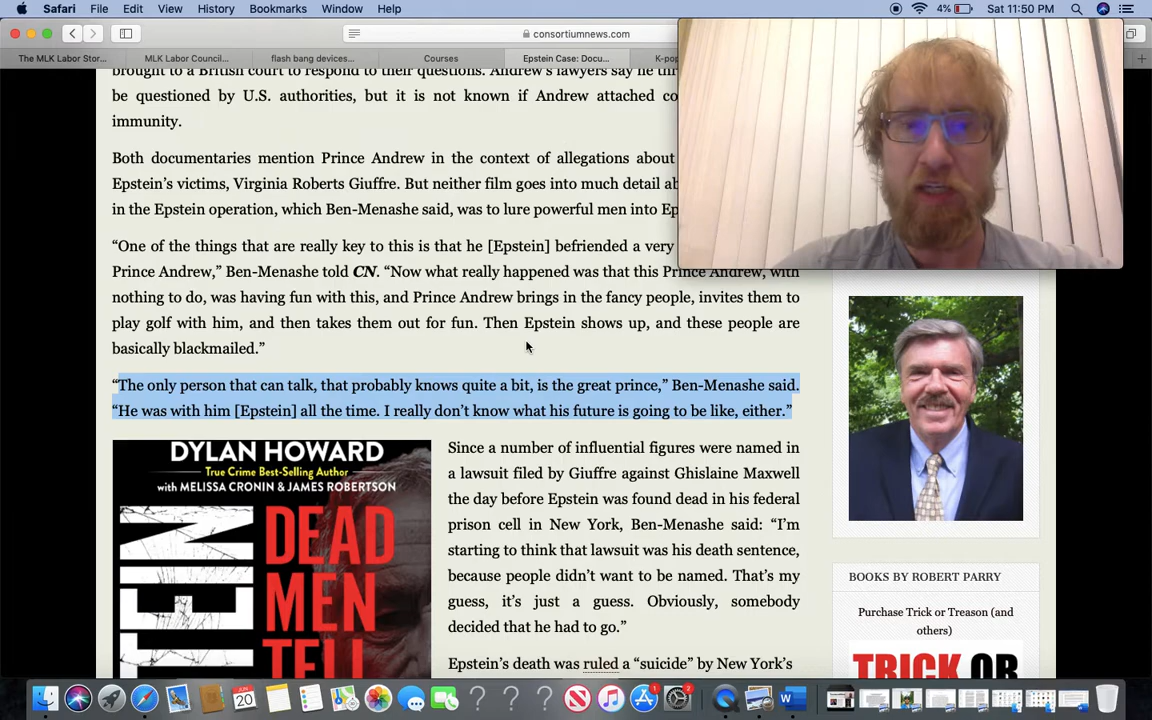 Safari File Edit View History Bookmarks Window Help 4% Sat 11:50 PM
consortiumnews.com
The MLK Labor Stor... MLK Labor Council... flash bang devices... Courses Epstein Case: Docu... K-pop
brought to a British court to respond to their questions. Andrew's lawyers say he
be questioned by U.S. authorities, but it is not known if Andrew attached
immunity.
Both documentaries mention Prince Andrew in the context of allegations about
Epstein's victims, Virginia Roberts Giuffre. But neither film goes into much detail
in the Epstein operation, which Ben-Menashe said, was to lure powerful men into
“One of the things that are really key to this is that he [Epstein] befriended a very
Prince Andrew,” Ben-Menashe told CN. “Now what really happened was that this Prince Andrew, with
nothing to do, was having fun with this, and Prince Andrew brings in the fancy people, invites them to
play golf with him, and then takes them out for fun. Then Epstein shows up, and these people are
basically blackmailed.”
“The only person that can talk, that probably knows quite a bit, is the great prince,” Ben-Menashe said.
“He was with him [Epstein] all the time. I really don't know what his future is going to be like, either.”
DYLAN HOWARD
True Crime Best-Selling Author
with MELISSA CRONIN & JAMES ROBERTSON
TEIN
DEAD
MEN
TELL
Since a number of influential figures were named in
a lawsuit filed by Giuffre against Ghislaine Maxwell
the day before Epstein was found dead in his federal
prison cell in New York, Ben-Menashe said: “I'm
starting to think that lawsuit was his death sentence,
because people didn't want to be named. That's my
guess, it's just a guess. Obviously, somebody
decided that he had to go.”
Epstein's death was ruled a “suicide” by New York's
BOOKS BY ROBERT PARRY
Purchase Trick or Treason (and
others)
TRICK OR
JUN
20